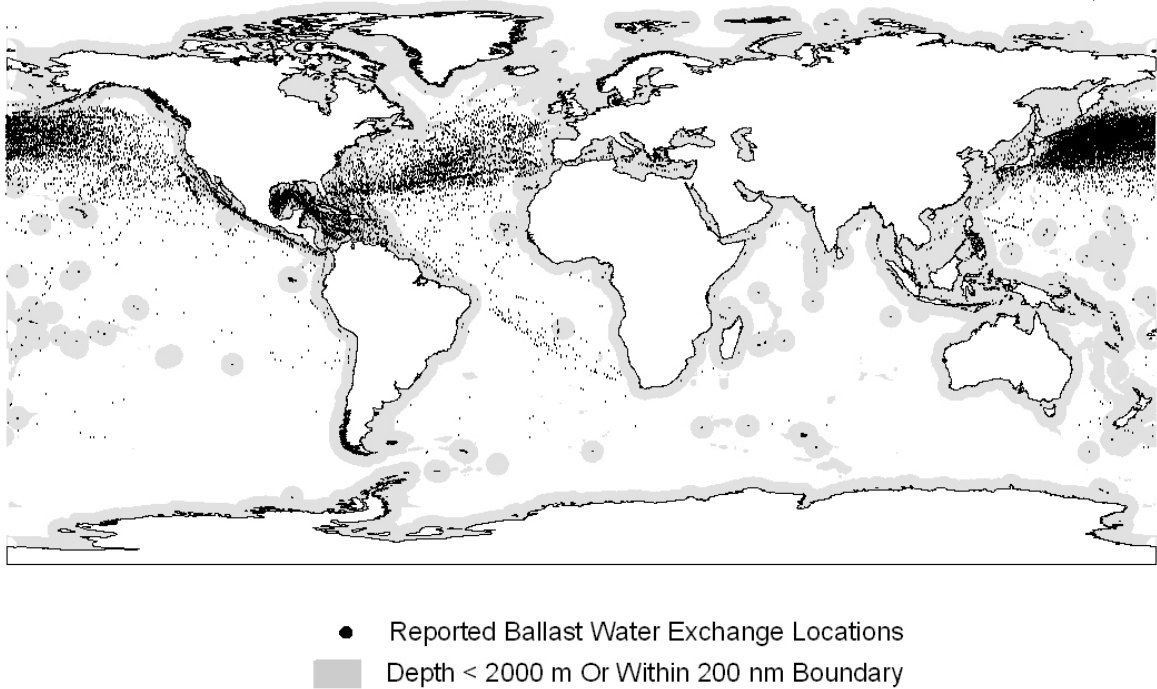 Reported Ballast Water Exchange Locations
Depth < 2000 m Or Within 200 nm Boundary